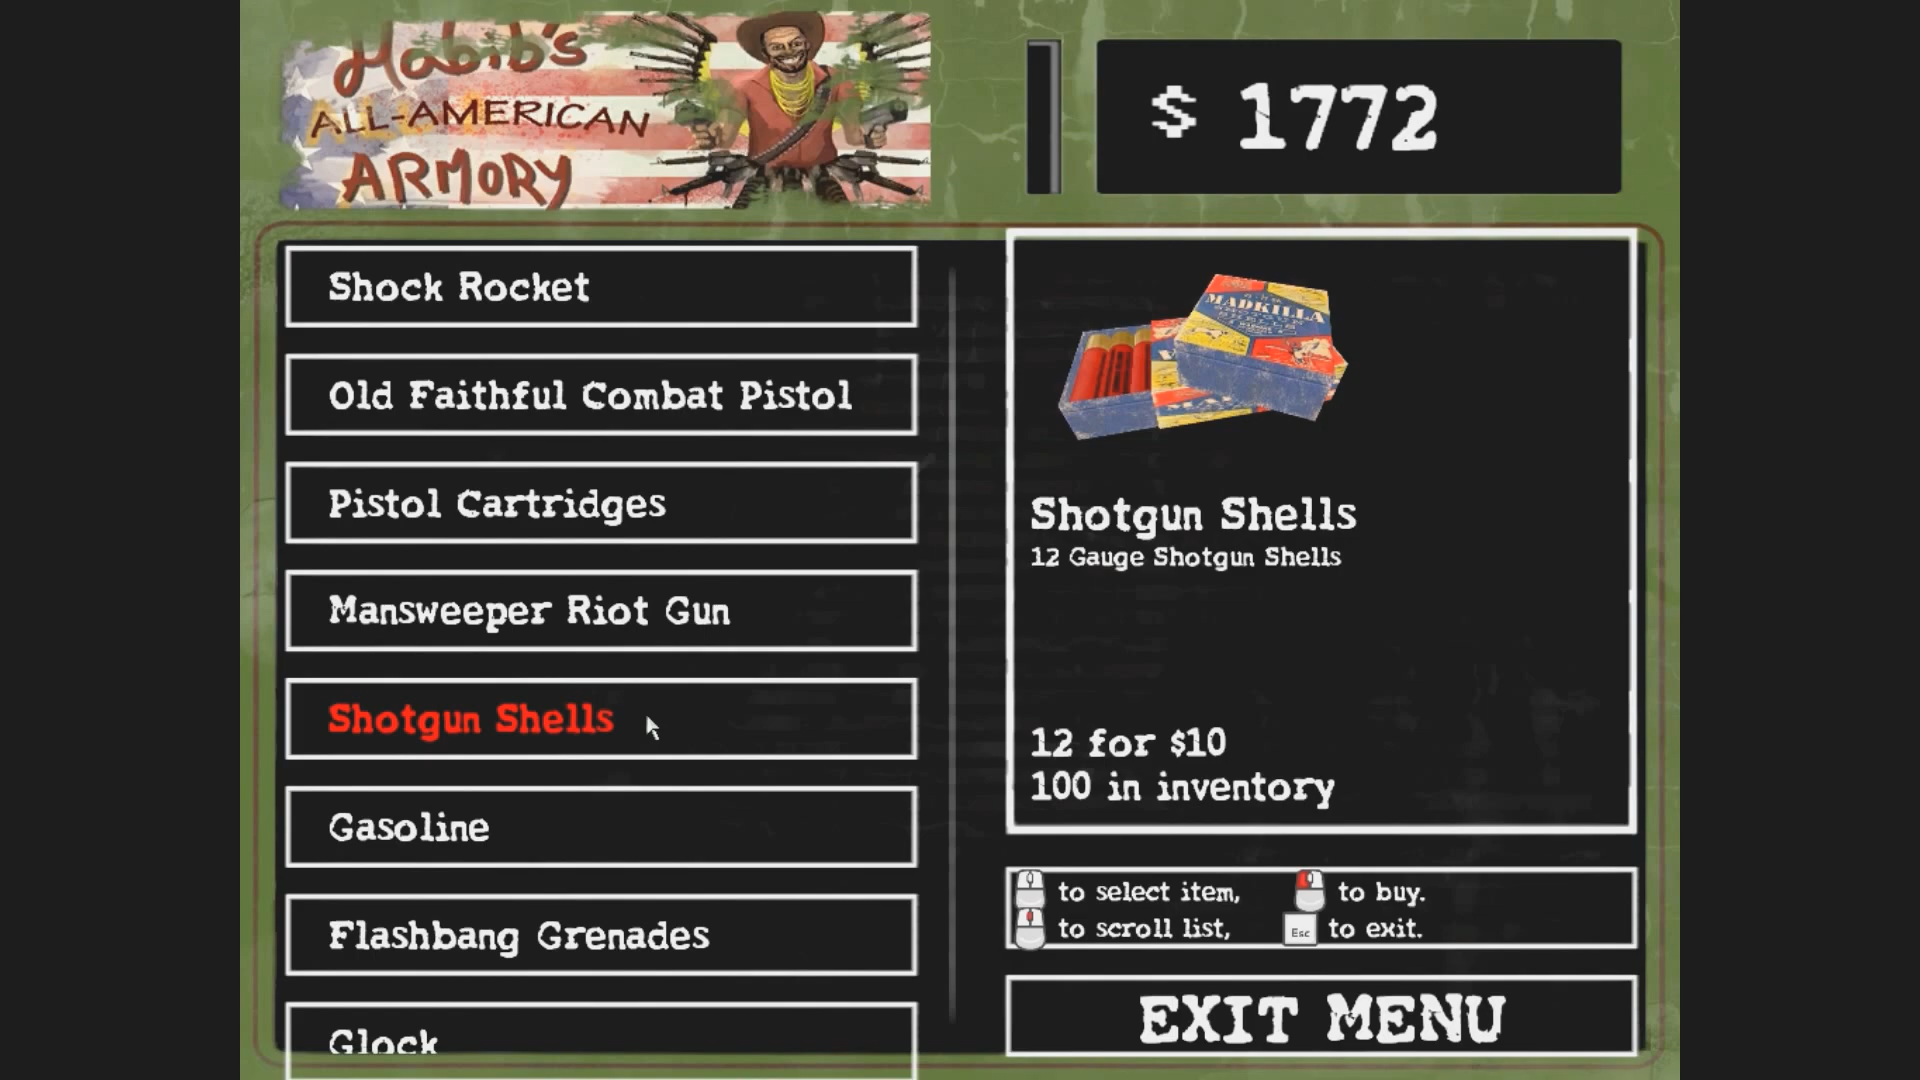 Habib's
ALL-AMERICAN
ARMORY
$ 1772
Shock Rocket
Old Faithful Combat Pistol
Pistol Cartridges
Mansweeper Riot Gun
Shotgun Shells
Gasoline
Flashbang Grenades
Glock
MADKILLA
SHOTGUN
SHELLS
Shotgun Shells
12 Gauge Shotgun Shells
12 for $10
100 in inventory
to select item, to buy.
to scroll list, Esc to exit.
EXIT MENU